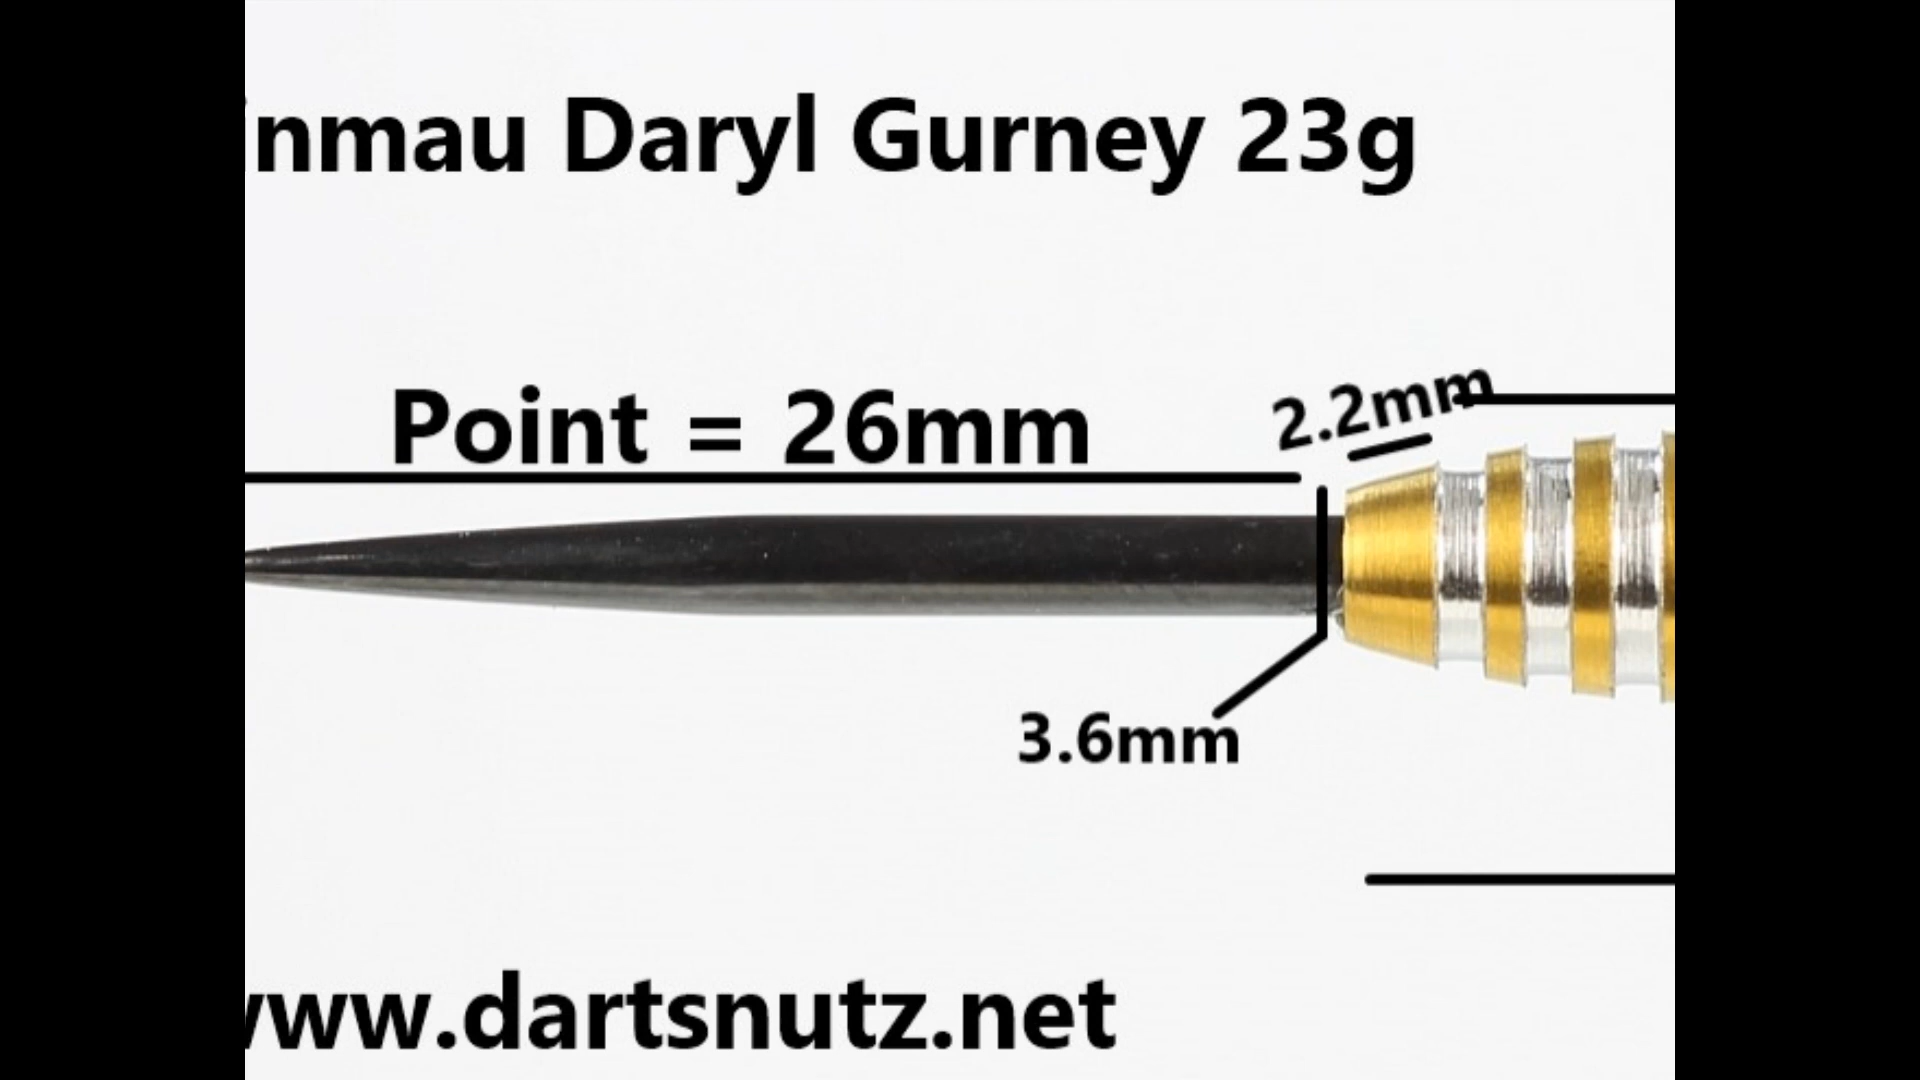 inmau Daryl Gurney 23g
Point = 26mm
2.2mm
3.6mm
www.dartsnutz.net